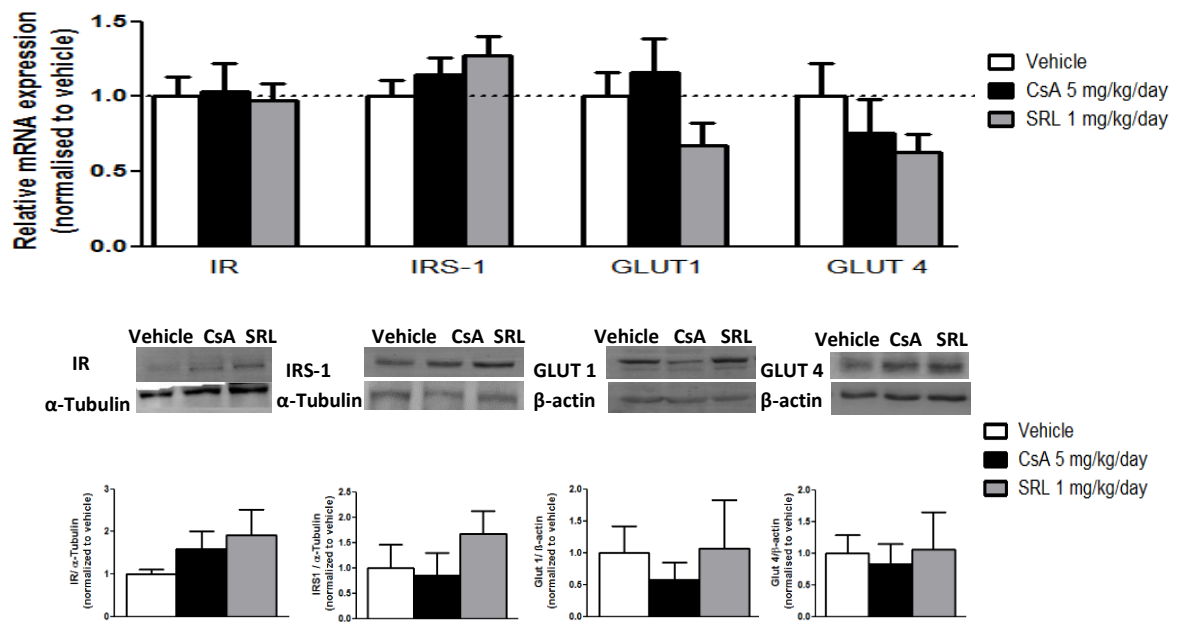 Relative mRNA expression
(normalised to vehicle)
1.5
1.0
0.5
0.0
IR
IRS-1
GLUT1
GLUT 4
Vehicle
CsA 5 mg/kg/day
SRL 1 mg/kg/day
Vehicle CsA SRL
IR
α-Tubulin
Vehicle CsA SRL
IRS-1
α-Tubulin
Vehicle CsA SRL
GLUT 1
β-actin
Vehicle CsA SRL
GLUT 4
β-actin
Vehicle
CsA 5 mg/kg/day
SRL 1 mg/kg/day
IR/ α-Tubulin
(normalized to vehicle)
3
2
1
0
IRS1 / α-Tubulin
(normalized to vehicle)
2.5
2.0
1.5
1.0
0.5
0.0
Glut 1/ ß-actin
(normalized to vehicle)
2.0
1.5
1.0
0.5
0.0
Glut 4/β-actin
(normalised to vehicle)
2.0
1.5
1.0
0.5
0.0